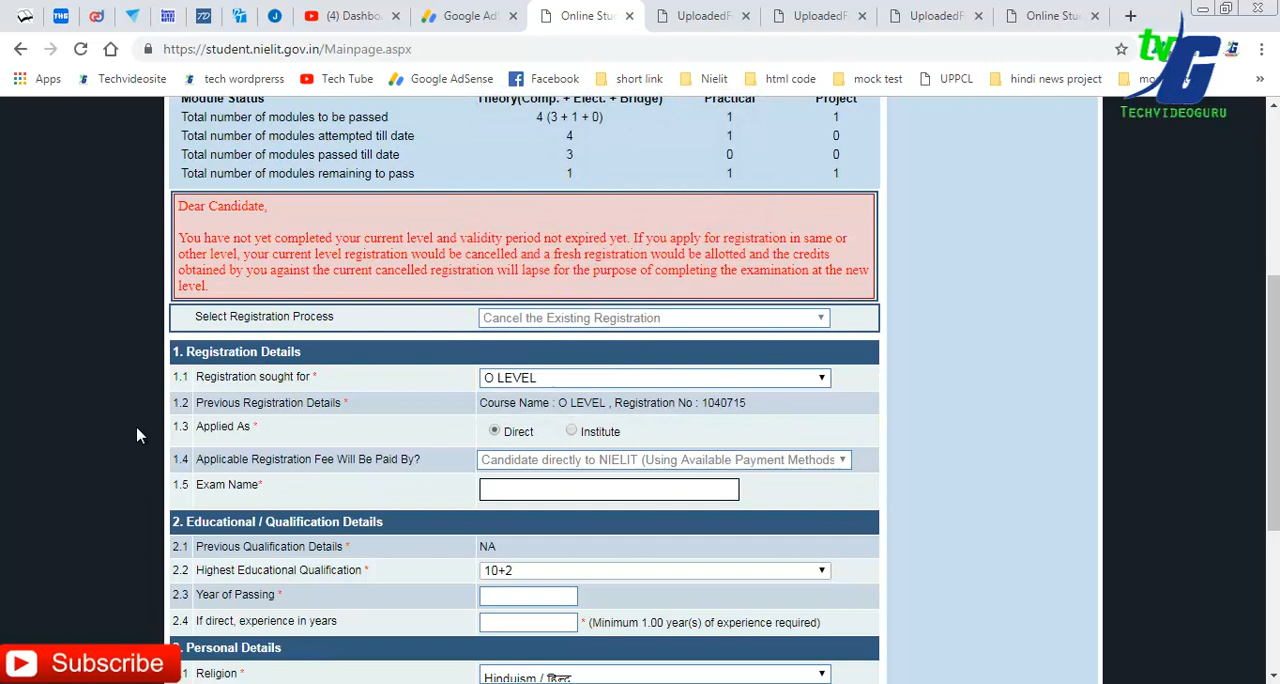 (4) Dashbo
Google AdS
Online Stu
UploadedF
UploadedF
UploadedF
Online Stu
https://student.nielit.gov.in/Mainpage.aspx
Apps
Techvideosite
tech wordprerss
Tech Tube
Google AdSense
Facebook
short link
Nie
html code
mock test
UPPCL
hindi news project
TECHVIDEOGURU
Module Status Theory(Comp. + Elect. + Bridge) Practical Project
Total number of modules to be passed 4 (3 + 1 + 0) 1 1
Total number of modules attempted till date 4 1 0
Total number of modules passed till date 3 0 0
Total number of modules remaining to pass 1 1 1
Dear Candidate,
You have not yet completed your current level and validity period not expired yet. If you apply for registration in same or
other level, your current level registration would be cancelled and a fresh registration would be allotted and the credits
obtained by you against the current cancelled registration will lapse for the purpose of completing the examination at the new
level.
Select Registration Process Cancel the Existing Registration
1. Registration Details
1.1 Registration sought for * O LEVEL
1.2 Previous Registration Details * Course Name : O LEVEL , Registration No : 1040715
1.3 Applied As * Direct Institute
1.4 Applicable Registration Fee Will Be Paid By? Candidate directly to NIELIT (Using Available Payment Methods
1.5 Exam Name*
2. Educational / Qualification Details
2.1 Previous Qualification Details * NA
2.2 Highest Educational Qualification * 10+2
2.3 Year of Passing *
2.4 If direct, experience in years * (Minimum 1.00 year(s) of experience required)
Personal Details
Religion * Hinduism /
Subscribe